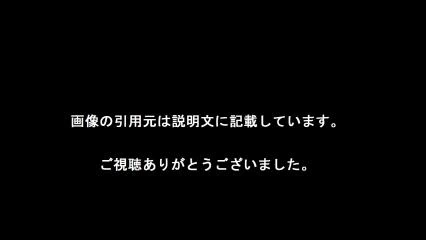 画像の引用元は説明文に記載しています。
ご視聴ありがとうございました。